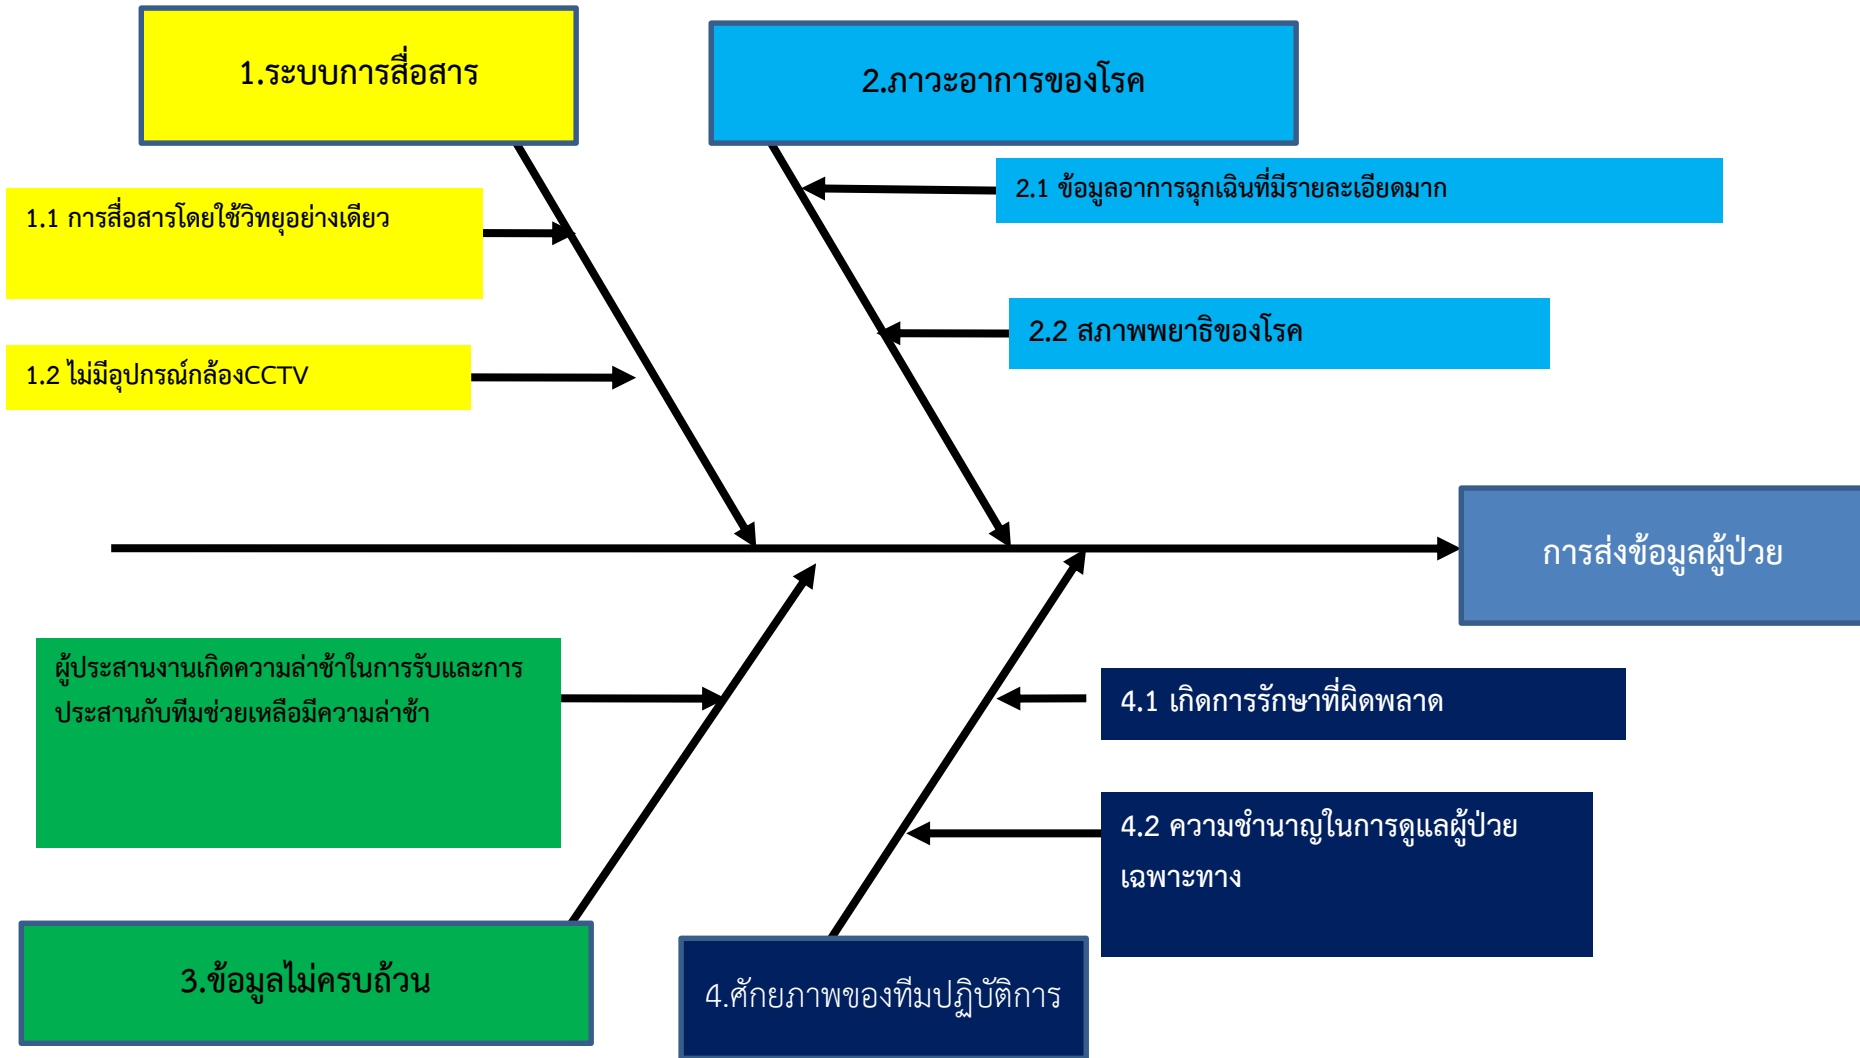 1.ระบบการสื่อสาร
2.ภาวะอาการของโรค
2.1 ข้อมูลอาการฉุกเฉินที่มีรายละเอียดมาก
1.1 การสื่อสารโดยใช้วิทยุอย่างเดียว
2.2 สภาพพยาธิของโรค
1.2 ไม่มีอุปกรณ์กล้องCCTV
การส่งข้อมูลผู้ป่วย
ผู้ประสานงานเกิดความล่าช้าในการรับและการ
ประสานกับทีมช่วยเหลือมีความล่าช้า
4.1 เกิดการรักษาที่ผิดพลาด
4.2 ความชำนาญในการดูแลผู้ป่วย
เฉพาะทาง
3.ข้อมูลไม่ครบถ้วน
4.ศักยภาพของทีมปฏิบัติการ